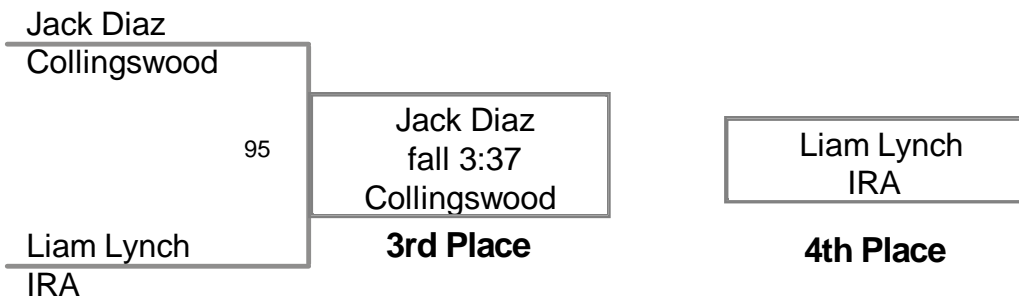 Jack Diaz
Collingswood
95
Jack Diaz
fall 3:37
Collingswood
3rd Place
Liam Lynch
IRA
Liam Lynch
IRA
4th Place